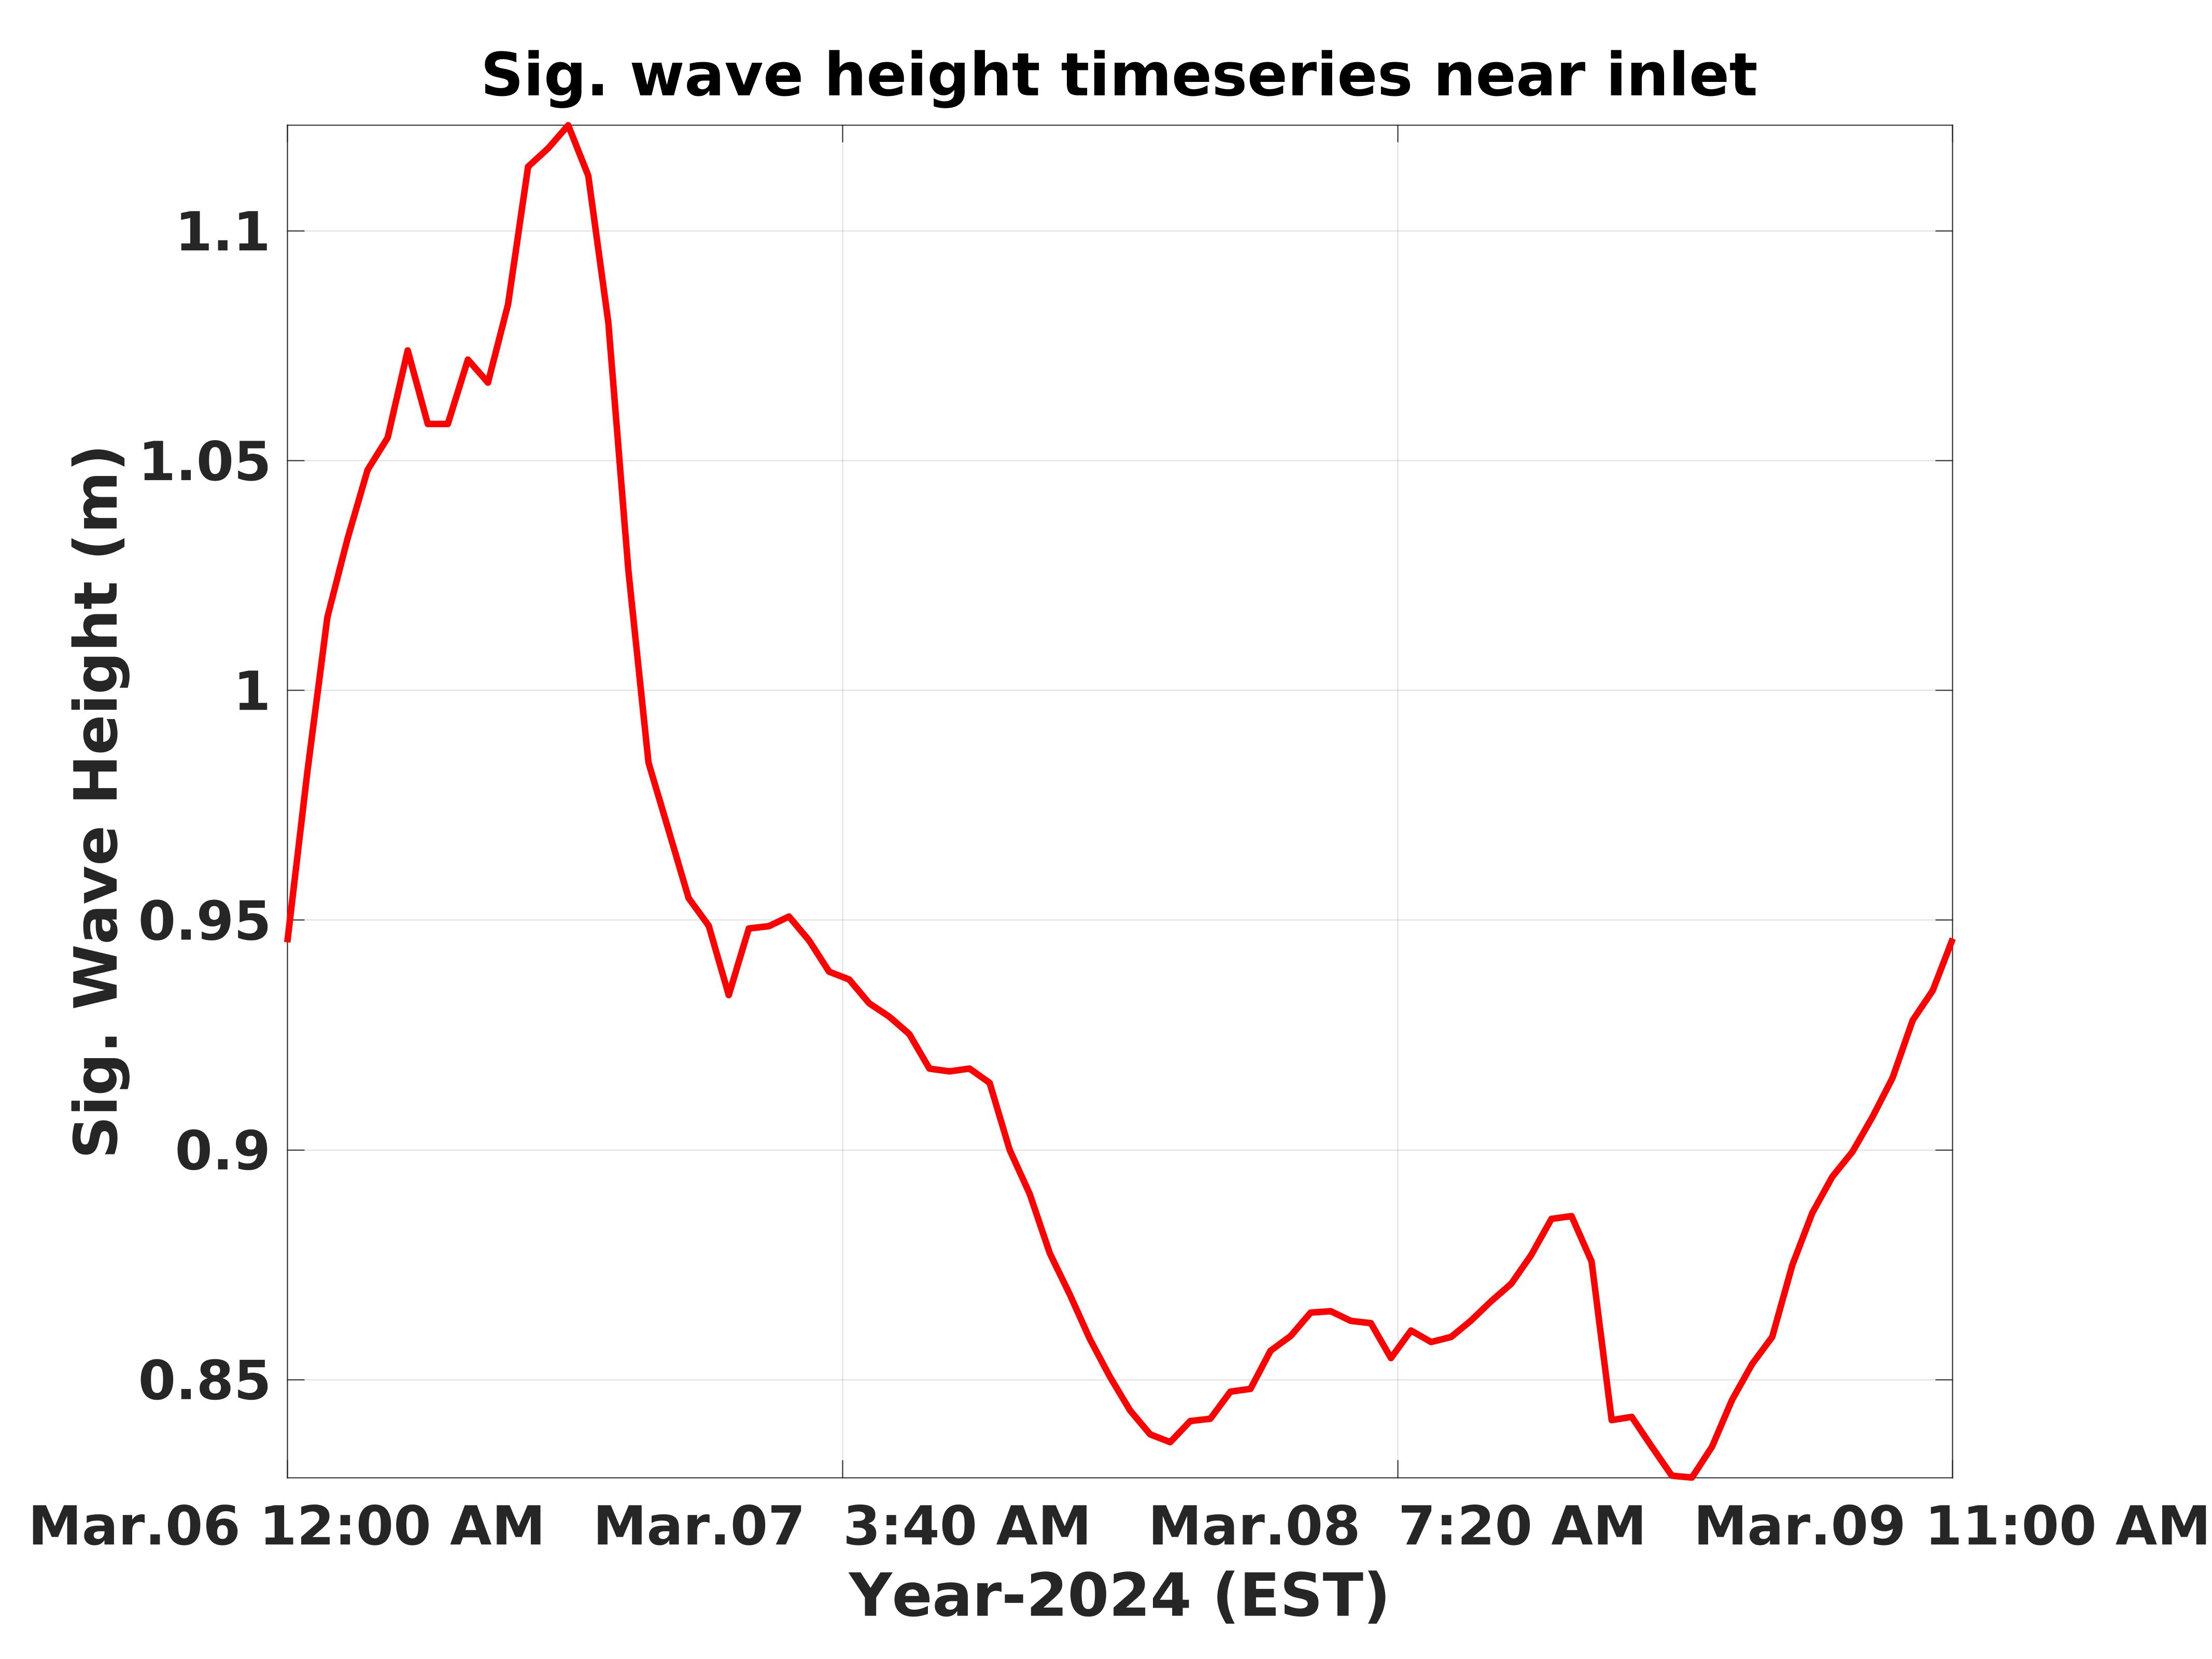 Sig. wave height timeseries near inlet
Sig. Wave Height (m)
1.1
1.05
1
0.95
0.9
0.85
Mar.06 12:00 AM Mar.07 3:40 AM Mar.08 7:20 AM Mar.09 11:00 AM
Year-2024 (EST)